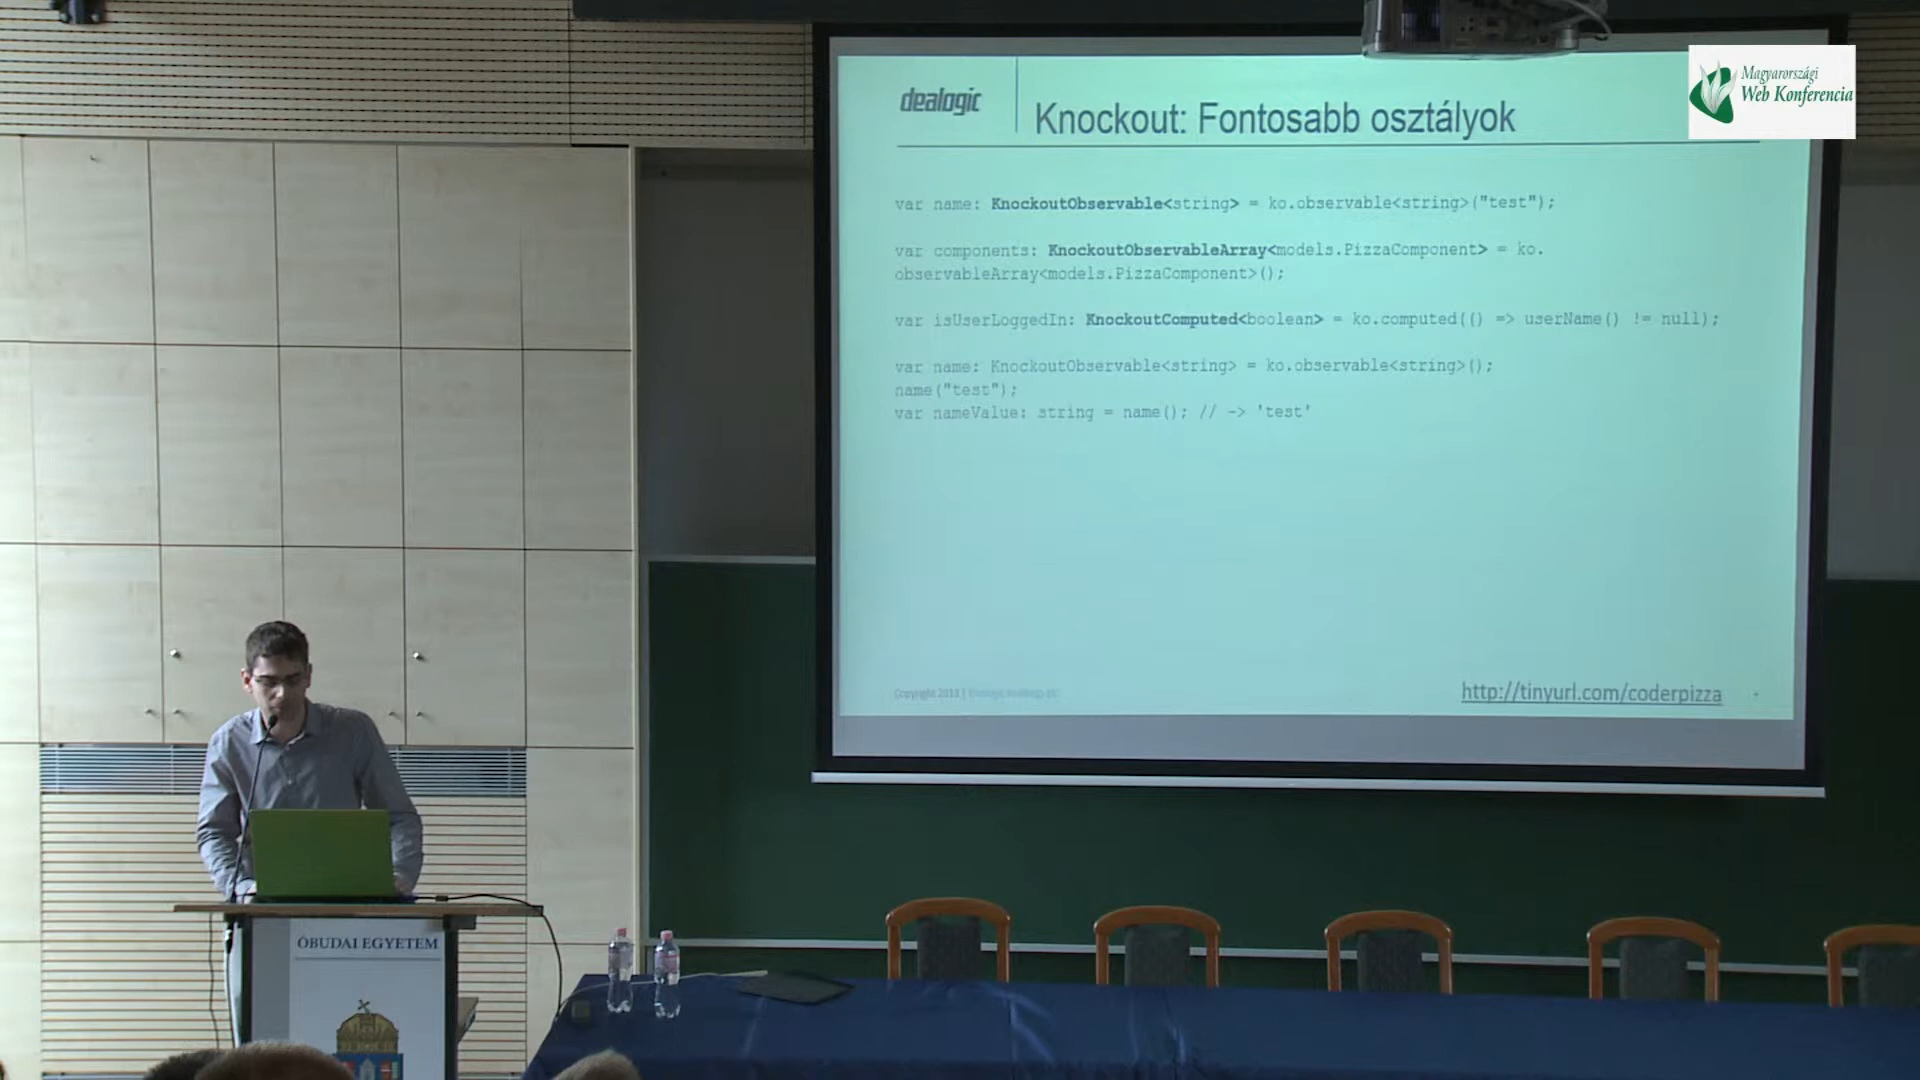 dealogic
Knockout: Fontosabb osztályok
Magyarországi
Web Konferencia
var name: KnockoutObservable<string> = ko.observable<string>("test");
var components: KnockoutObservableArray<models.PizzaComponent> = ko.
observableArray<models.PizzaComponent>();
var isUserLoggedIn: KnockoutComputed<boolean> = ko.computed(() => userName() != null);
var name: KnockoutObservable<string> = ko.observable<string>();
name("test");
var nameValue: string = name(); // -> 'test'
Copyright 2013 |
http://tinyurl.com/coderpizza
ÓBUDAI EGYETEM